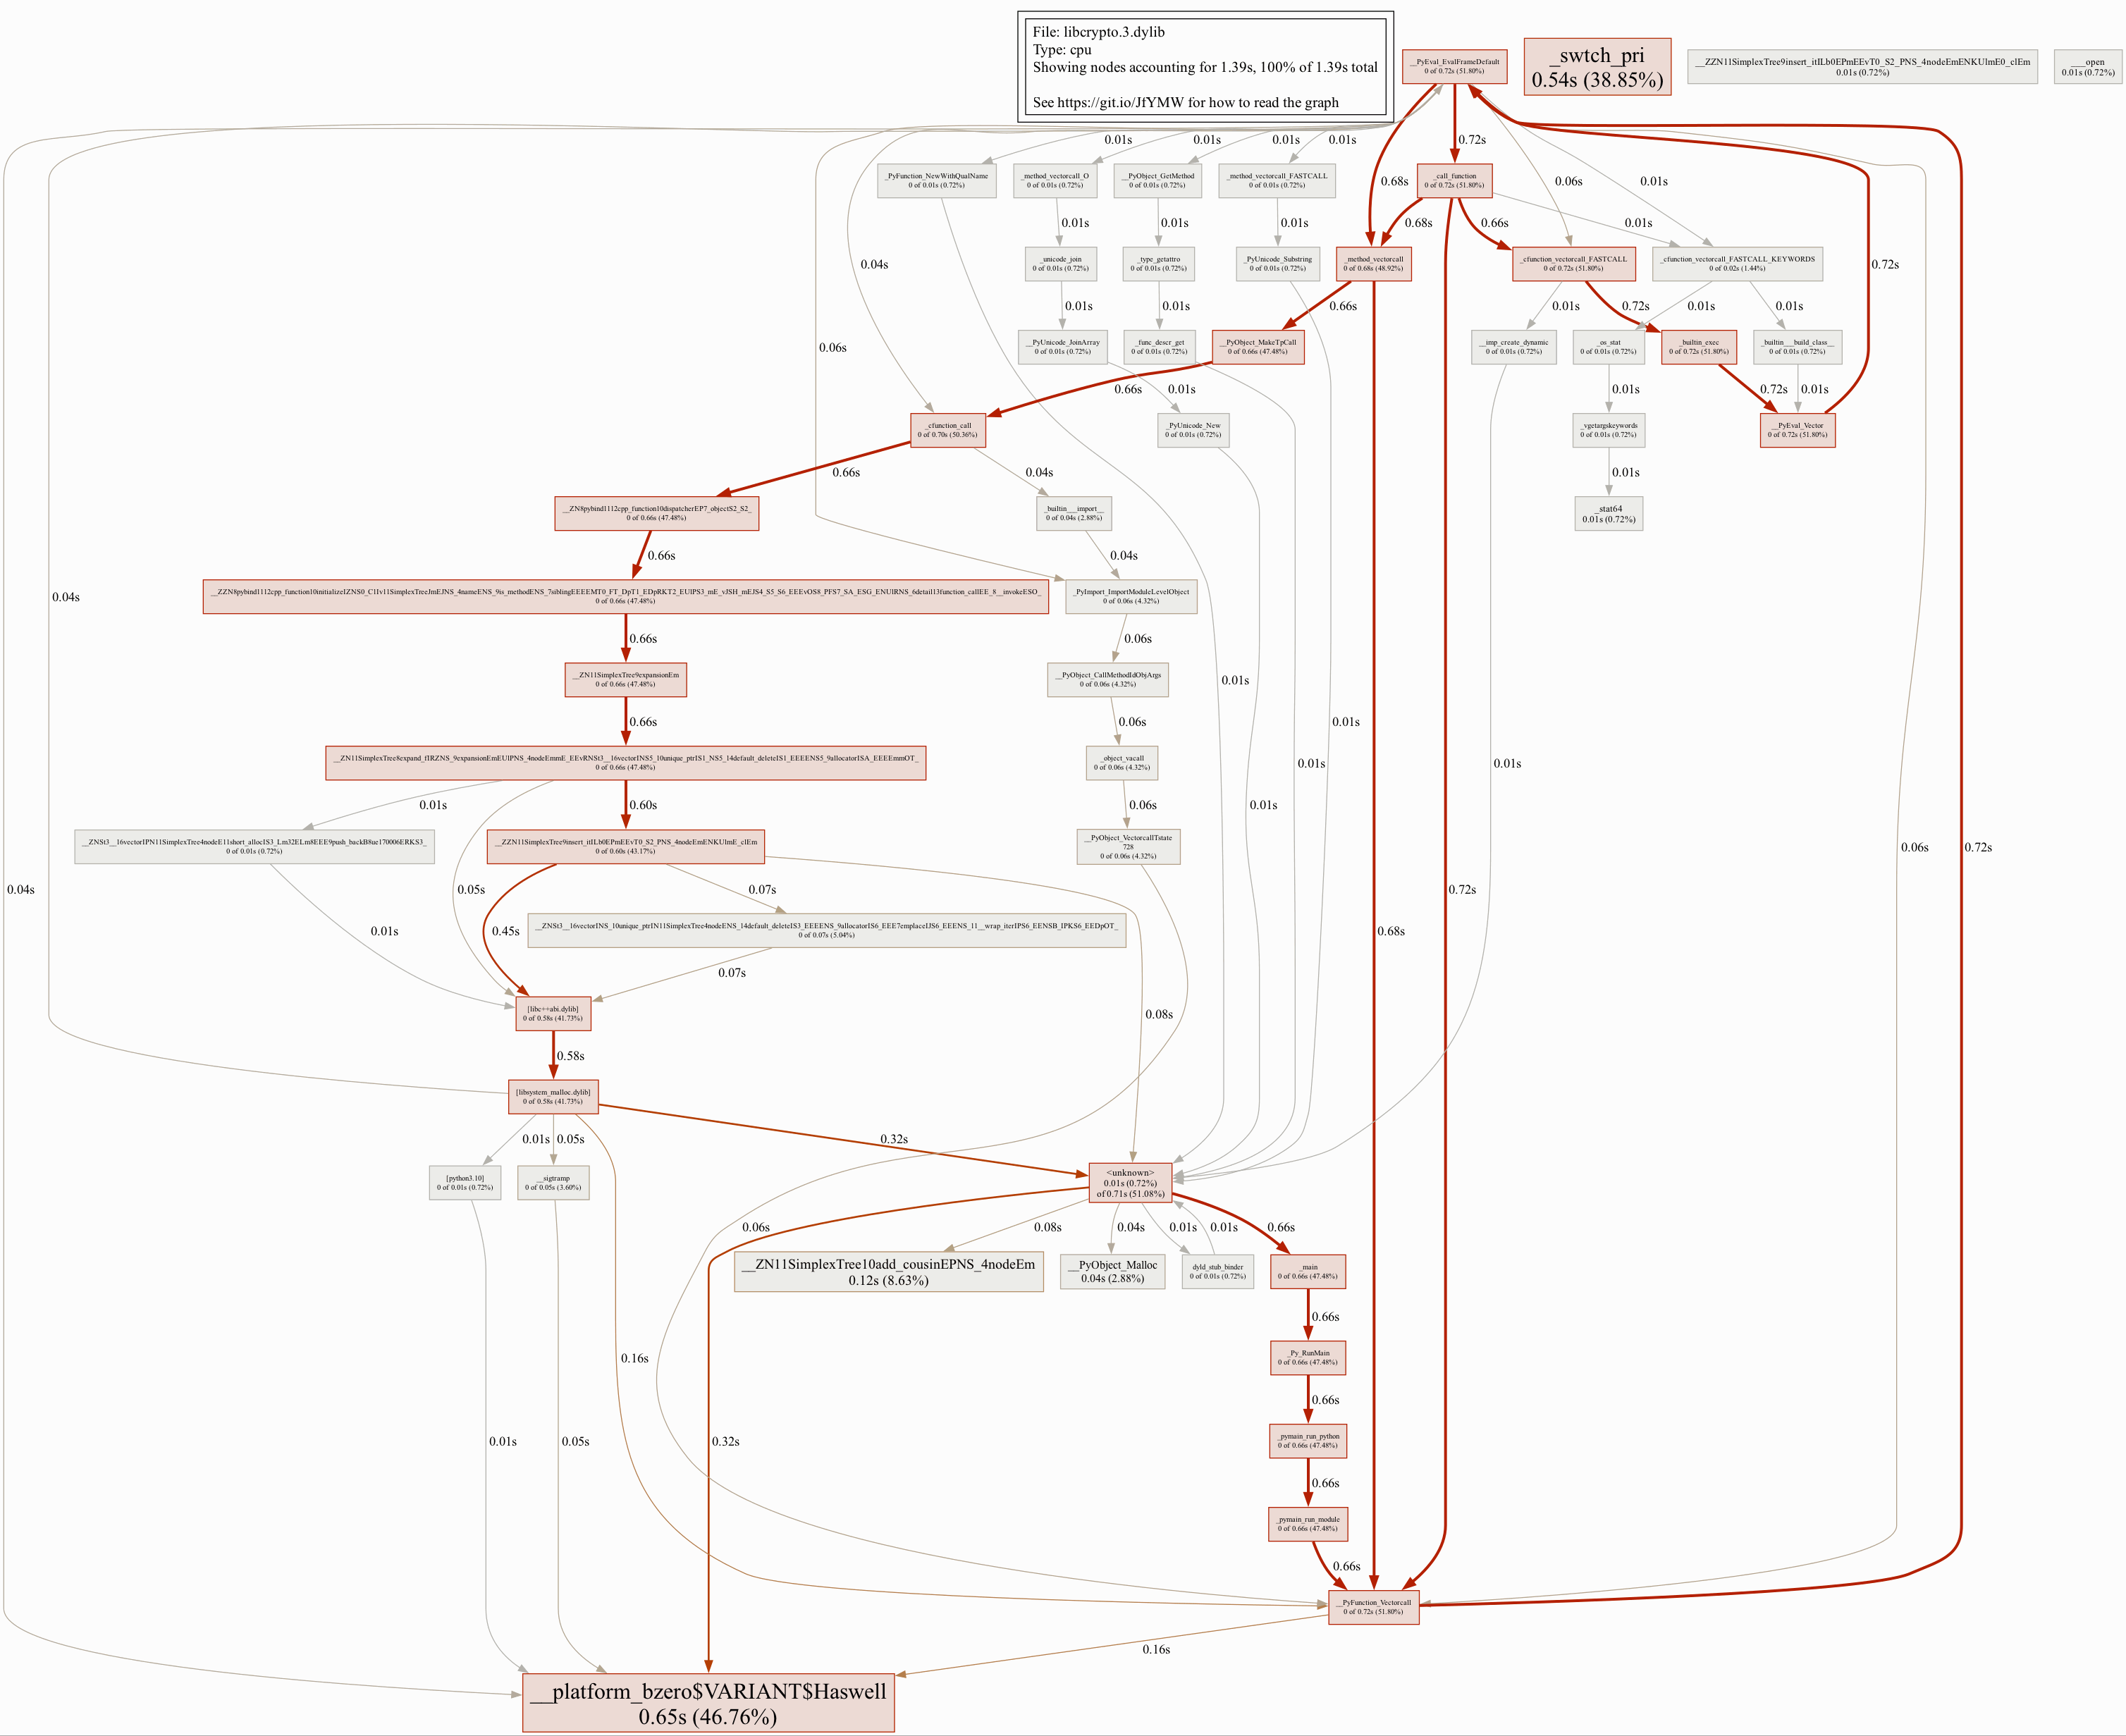 File: libcrypto.3.dylib
Type: cpu
Showing nodes accounting for 1.39s, 100% of 1.39s total
See https://git.io/JfYMW for how to read the graph
__PyEval_EvalFrameDefault
0 of 0.72s (51.80%)
_swtch_pri
0.54s (38.85%)
__ZZN11SimplexTree9insert_itILb0EPmEEvT0_S2_PNS_4nodeEmENKUlmE0_clEm
0.01s (0.72%)
___open
0.01s (0.72%)
0.01s
0.01s
0.01s
0.01s
0.72s
_PyFunction_NewWithQualName
0 of 0.01s (0.72%)
_method_vectorcall_O
0 of 0.01s (0.72%)
__PyObject_GetMethod
0 of 0.01s (0.72%)
_method_vectorcall_FASTCALL
0 of 0.01s (0.72%)
0.68s
_call_function
0 of 0.72s (51.80%)
0.06s
0.01s
0.01s
0.01s
0.01s
0.68s
0.66s
0.01s
0.04s
_unicode_join
0 of 0.01s (0.72%)
_type_getattro
0 of 0.01s (0.72%)
_PyUnicode_Substring
0 of 0.01s (0.72%)
_method_vectorcall
0 of 0.68s (48.92%)
_cfunction_vectorcall_FASTCALL
0 of 0.72s (51.80%)
_cfunction_vectorcall_FASTCALL_KEYWORDS
0 of 0.02s (1.44%)
0.72s
0.01s
0.01s
0.66s
0.01s
0.72s
0.01s
0.01s
0.06s
__PyUnicode_JoinArray
0 of 0.01s (0.72%)
_func_descr_get
0 of 0.01s (0.72%)
__PyObject_MakeTpCall
0 of 0.66s (47.48%)
__imp_create_dynamic
0 of 0.01s (0.72%)
_os_stat
0 of 0.01s (0.72%)
_builtin_exec
0 of 0.72s (51.80%)
_builtin___build_class__
0 of 0.01s (0.72%)
0.66s
0.01s
0.01s
0.72s
0.01s
_cfunction_call
0 of 0.70s (50.36%)
_PyUnicode_New
0 of 0.01s (0.72%)
_vgetargskeywords
0 of 0.01s (0.72%)
__PyEval_Vector
0 of 0.72s (51.80%)
0.66s
0.04s
0.01s
__ZN8pybind1112cpp_function10dispatcherEP7_objectS2_S2_
0 of 0.66s (47.48%)
_builtin___import__
0 of 0.04s (2.88%)
_stat64
0.01s (0.72%)
0.66s
0.04s
0.04s
__ZZN8pybind1112cpp_function10initializeIZNS0_C1Iv11SimplexTreeJmEJNS_4nameENS_9is_methodENS_7siblingEEEEMT0_FT_DpT1_EDpRKT2_EUlPS3_mE_vJSH_mEJS4_S5_S6_EEEvOS8_PFS7_SA_ESG_ENUlRNS_6detail13function_callEE_8__invokeESO_
0 of 0.66s (47.48%)
_PyImport_ImportModuleLevelObject
0 of 0.06s (4.32%)
0.66s
0.06s
__ZN11SimplexTree9expansionEm
0 of 0.66s (47.48%)
__PyObject_CallMethodIdObjArgs
0 of 0.06s (4.32%)
0.01s
0.66s
0.06s
0.01s
__ZN11SimplexTree8expand_fIRZNS_9expansionEmEUlPNS_4nodeEmmE_EEvRNSt3__16vectorINS5_10unique_ptrIS1_NS5_14default_deleteIS1_EEEENS5_9allocatorISA_EEEEmmOT_
0 of 0.66s (47.48%)
_object_vacall
0 of 0.06s (4.32%)
0.01s
0.01s
0.01s
0.60s
0.06s
0.01s
__ZNSt3__16vectorIPN11SimplexTree4nodeE11short_allocIS3_Lm32ELm8EEE9push_backB8ue170006ERKS3_
0 of 0.01s (0.72%)
__ZZN11SimplexTree9insert_itILb0EPmEEvT0_S2_PNS_4nodeEmENKUlmE_clEm
0 of 0.60s (43.17%)
__PyObject_VectorcallTstate
728
0 of 0.06s (4.32%)
0.06s
0.72s
0.04s
0.05s
0.07s
0.72s
0.01s
0.45s
__ZNSt3__16vectorINS_10unique_ptrIN11SimplexTree4nodeENS_14default_deleteIS3_EEEENS_9allocatorIS6_EEE7emplaceIJS6_EEENS_11__wrap_iterIPS6_EENSB_IPKS6_EEDpOT_
0 of 0.07s (5.04%)
0.68s
0.07s
[libc++abi.dylib]
0 of 0.58s (41.73%)
0.08s
0.58s
[libsystem_malloc.dylib]
0 of 0.58s (41.73%)
0.01s
0.05s
0.32s
[python3.10]
0 of 0.01s (0.72%)
__sigtramp
0 of 0.05s (3.60%)
<unknown>
0.01s (0.72%)
of 0.71s (51.08%)
0.06s
0.08s
0.04s
0.01s
0.01s
0.66s
__ZN11SimplexTree10add_cousinEPNS_4nodeEm
0.12s (8.63%)
__PyObject_Malloc
0.04s (2.88%)
dyld_stub_binder
0 of 0.01s (0.72%)
_main
0 of 0.66s (47.48%)
0.66s
0.16s
_Py_RunMain
0 of 0.66s (47.48%)
0.66s
0.01s
0.05s
0.32s
_pymain_run_python
0 of 0.66s (47.48%)
0.66s
_pymain_run_module
0 of 0.66s (47.48%)
0.66s
__PyFunction_Vectorcall
0 of 0.72s (51.80%)
0.16s
__platform_bzero$VARIANT$Haswell
0.65s (46.76%)